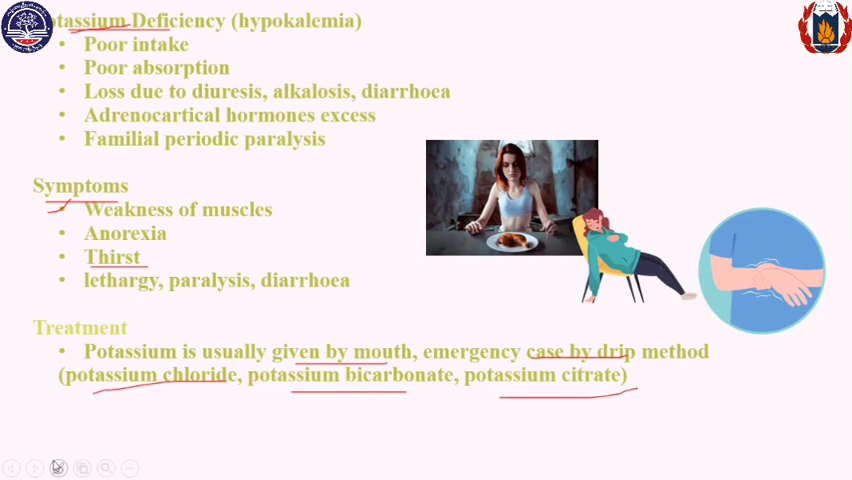 tassium Deficiency (hypokalemia)
• Poor intake
• Poor absorption
• Loss due to diuresis, alkalosis, diarrhoea
• Adrenocartical hormones excess
• Familial periodic paralysis
Symptoms
• Weakness of muscles
• Anorexia
• Thirst
• lethargy, paralysis, diarrhoea
Treatment
• Potassium is usually given by mouth, emergency case by drip method
(potassium chloride, potassium bicarbonate, potassium citrate)